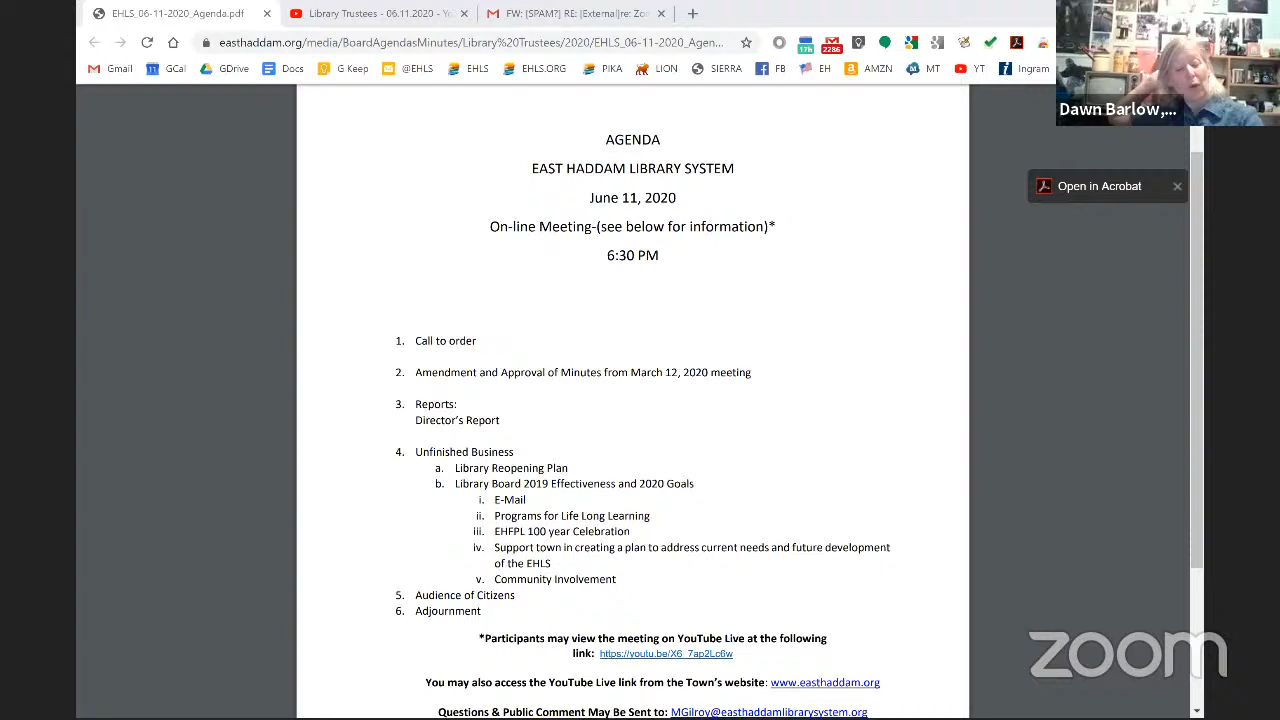 EHLS_06-11-2020_Agenda.pdf
Library Trustees - 06.11.2020 - Yo
FW: [SPAM?] RE: [External]re: Zoo
easthaddam.org/media/Boards/AgendasMinutes/Library%20Trustees/2020/EHLS_06-11-2020_Agen...
17h
2286
Gmail GCal GDrive Docs G KEEP @EHLS EHLS EHLS.ORG PIKA LION SIERRA FB EH AMZN MT YT Ingram
Dawn Barlow,...
Open in Acrobat
AGENDA
EAST HADDAM LIBRARY SYSTEM
June 11, 2020
On-line Meeting-(see below for information)*
6:30 PM
1. Call to order
2. Amendment and Approval of Minutes from March 12, 2020 meeting
3. Reports:
Director's Report
4. Unfinished Business
a. Library Reopening Plan
b. Library Board 2019 Effectiveness and 2020 Goals
i. E-Mail
ii. Programs for Life Long Learning
iii. EHFPL 100 year Celebration
iv. Support town in creating a plan to address current needs and future development
of the EHLS
v. Community Involvement
5. Audience of Citizens
6. Adjournment
*Participants may view the meeting on YouTube Live at the following
link: https://youtu.be/X6_7ap2Lc6w
You may also access the YouTube Live link from the Town's website: www.easthaddam.org
Questions & Public Comment May Be Sent to: MGilroy@easthaddamlibrarysystem.org
zoom